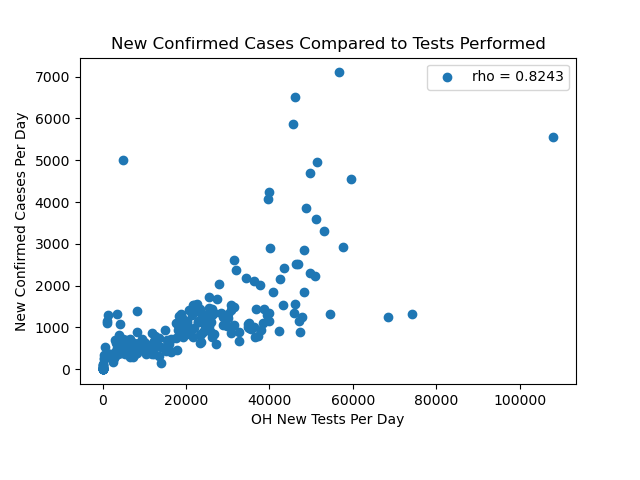 New Confirmed Cases Compared to Tests Performed
rho = 0.8243
New Confirmed Caeses Per Day
7000
6000
5000
4000
3000
2000
1000
0
0 20000 40000 60000 80000 100000
OH New Tests Per Day